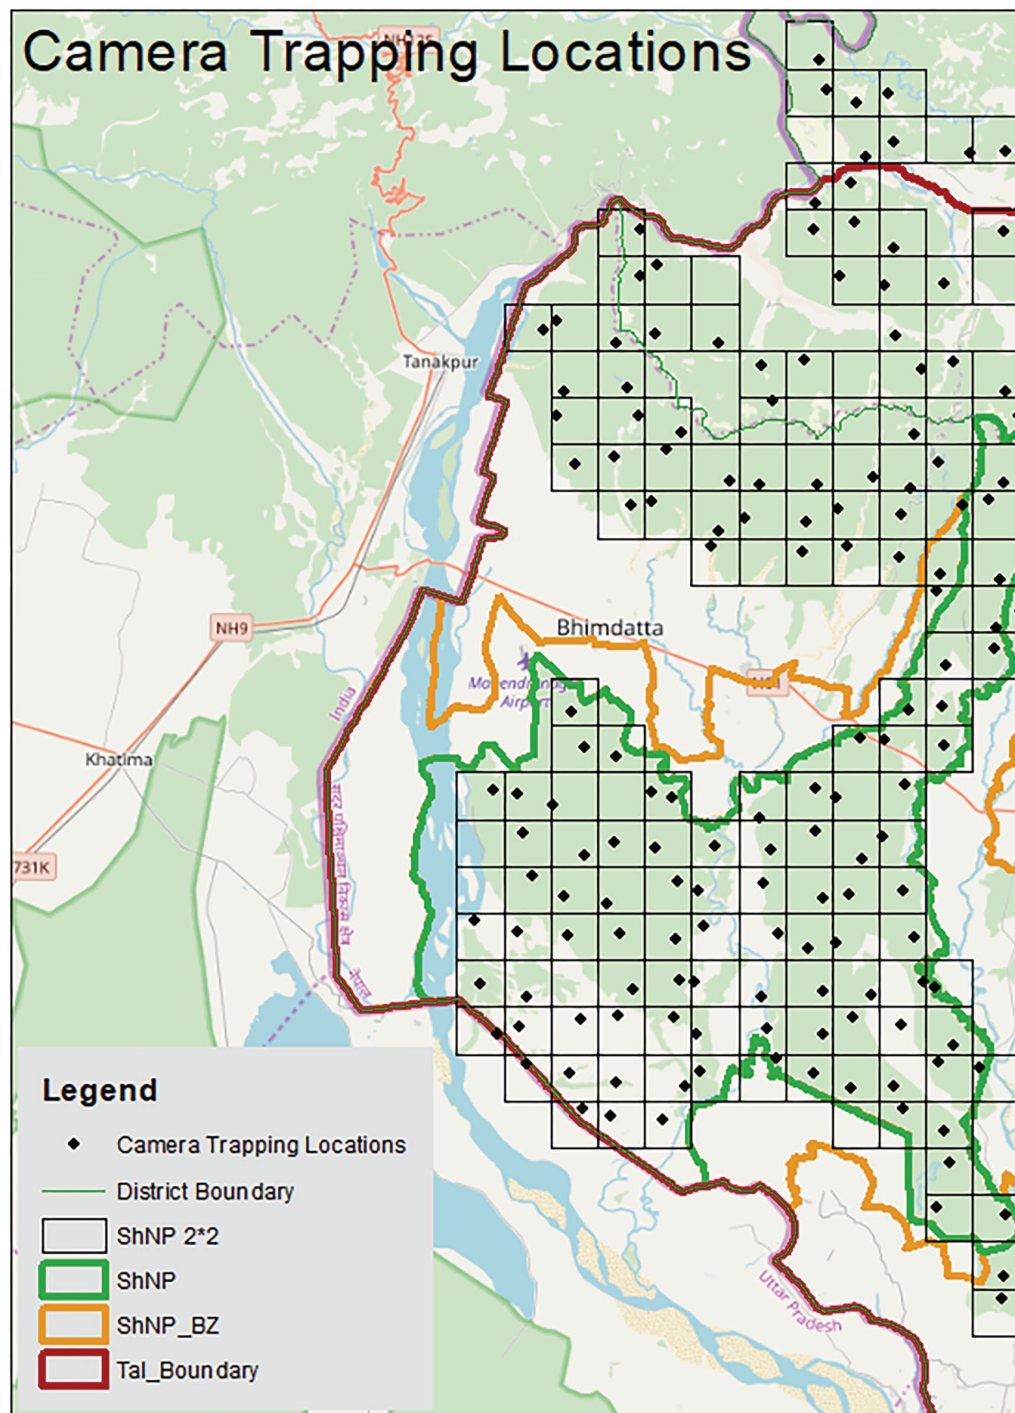 Camera Trapping Locations
Tanakpur
NH9
Bhimdatta
Airport
India
Khatima
731K
नेपाल
Uttar Pradesh
Legend
Camera Trapping Locations
District Boundary
ShNP 2*2
ShNP
ShNP_BZ
Tal_Boundary